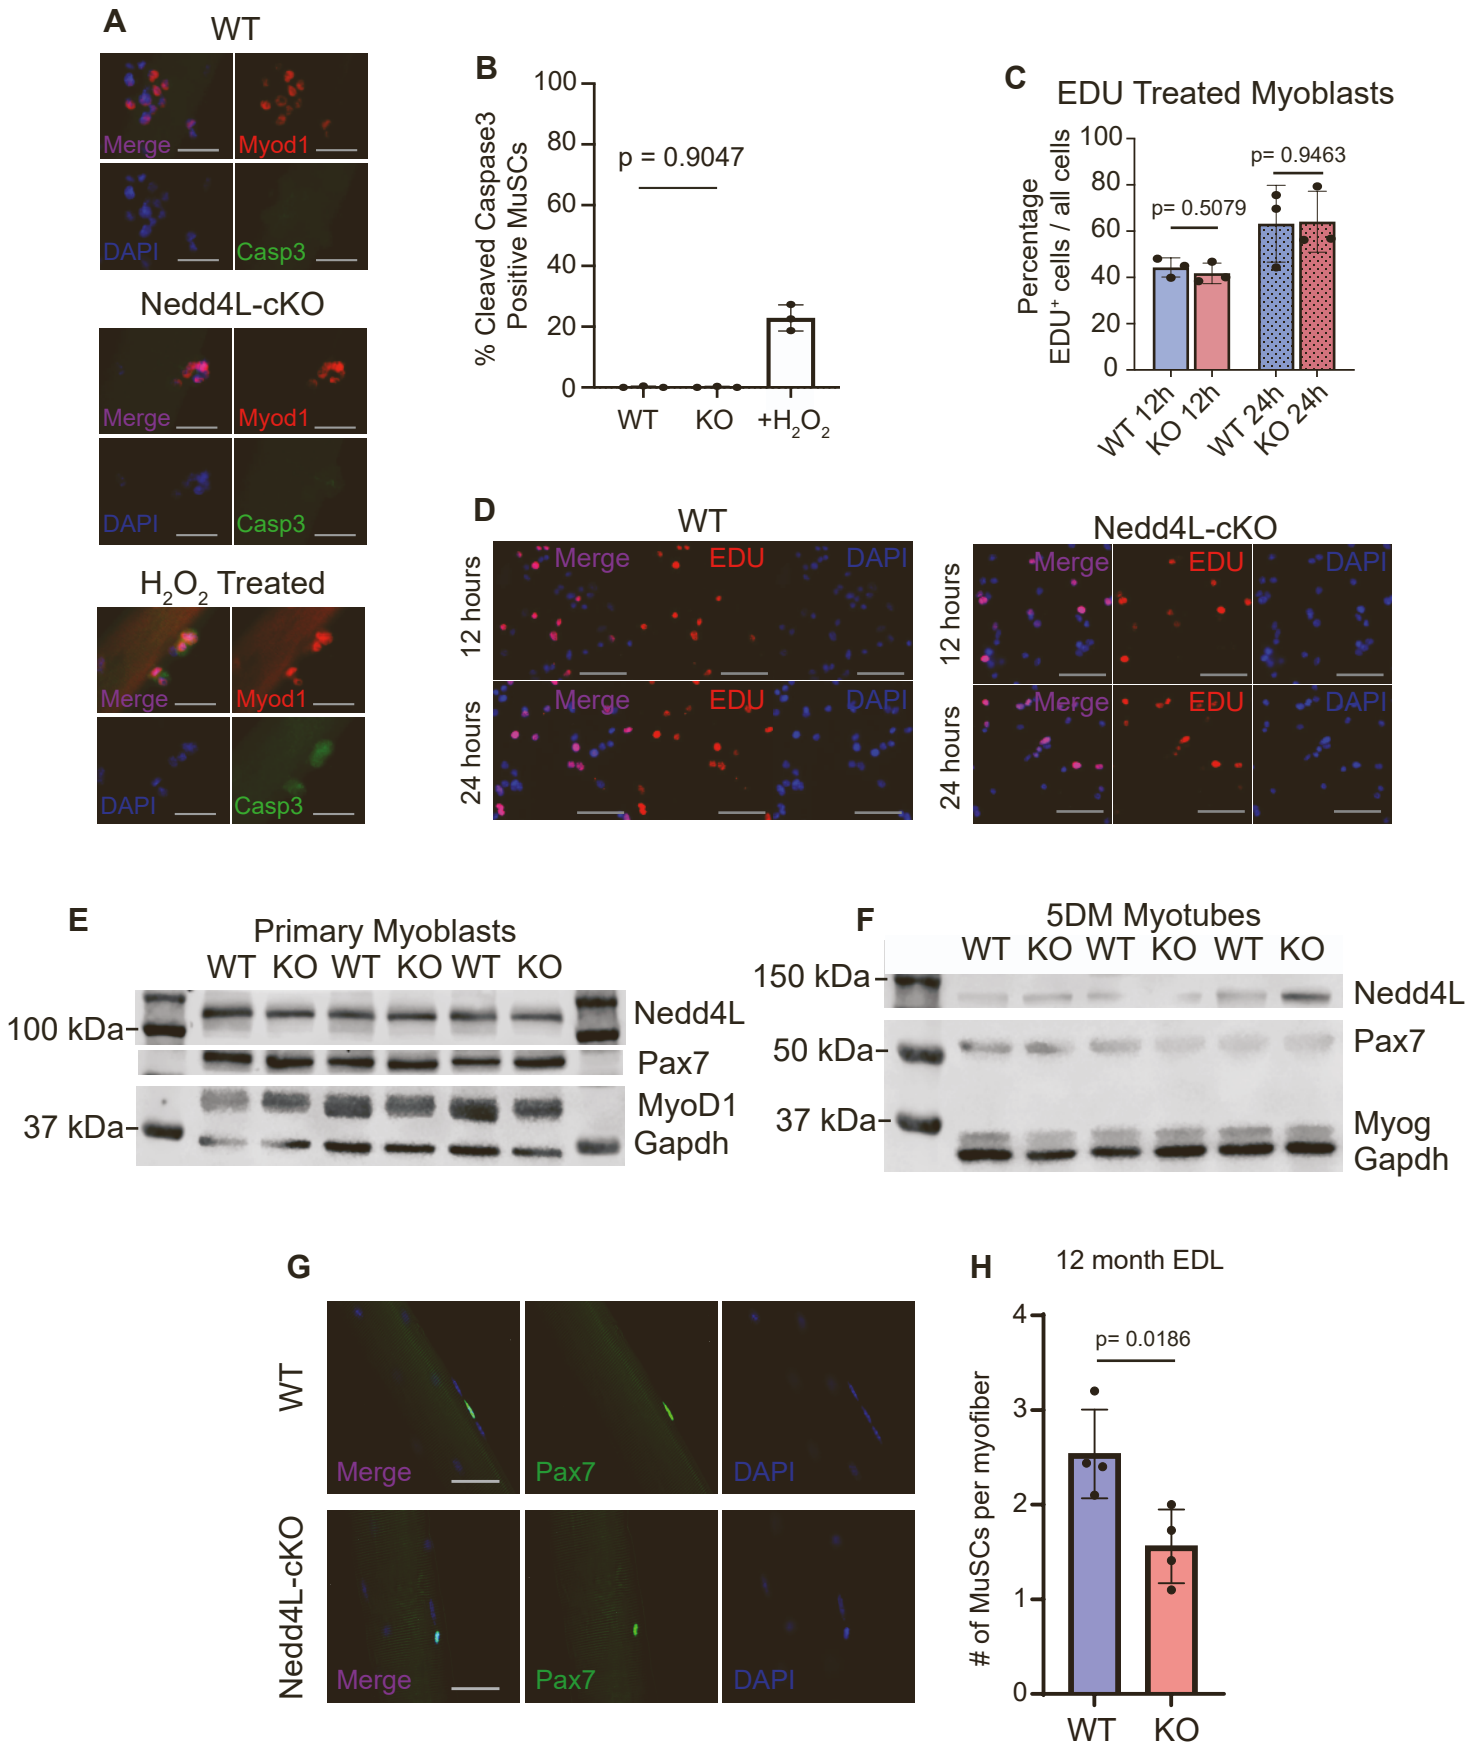 A
WT
Merge
Myod1
DAPI
Casp3
Nedd4L-cKO
Merge
Myod1
DAPI
Casp3
H2O2 Treated
Merge
Myod1
DAPI
Casp3
B
% Cleaved Caspase3
Positive MuSCs
100
80
60
40
20
0
p = 0.9047
WT
KO
+H2O2
C
EDU Treated Myoblasts
Percentage
EDU+ cells / all cells
100
80
60
40
20
0
p= 0.5079
p= 0.9463
WT 12h
KO 12h
WT 24h
KO 24h
D
WT
12 hours
Merge
EDU
DAPI
24 hours
Merge
EDU
DAPI
Nedd4L-cKO
12 hours
Merge
EDU
DAPI
24 hours
Merge
EDU
DAPI
E
Primary Myoblasts
WT KO WT KO WT KO
100 kDa
37 kDa
Nedd4L
Pax7
MyoD1
Gapdh
F
5DM Myotubes
WT KO WT KO WT KO
150 kDa
50 kDa
37 kDa
Nedd4L
Pax7
Myog
Gapdh
G
WT
Merge
Pax7
DAPI
Nedd4L-cKO
Merge
Pax7
DAPI
H
12 month EDL
# of MuSCs per myofiber
4
3
2
1
0
p= 0.0186
WT
KO